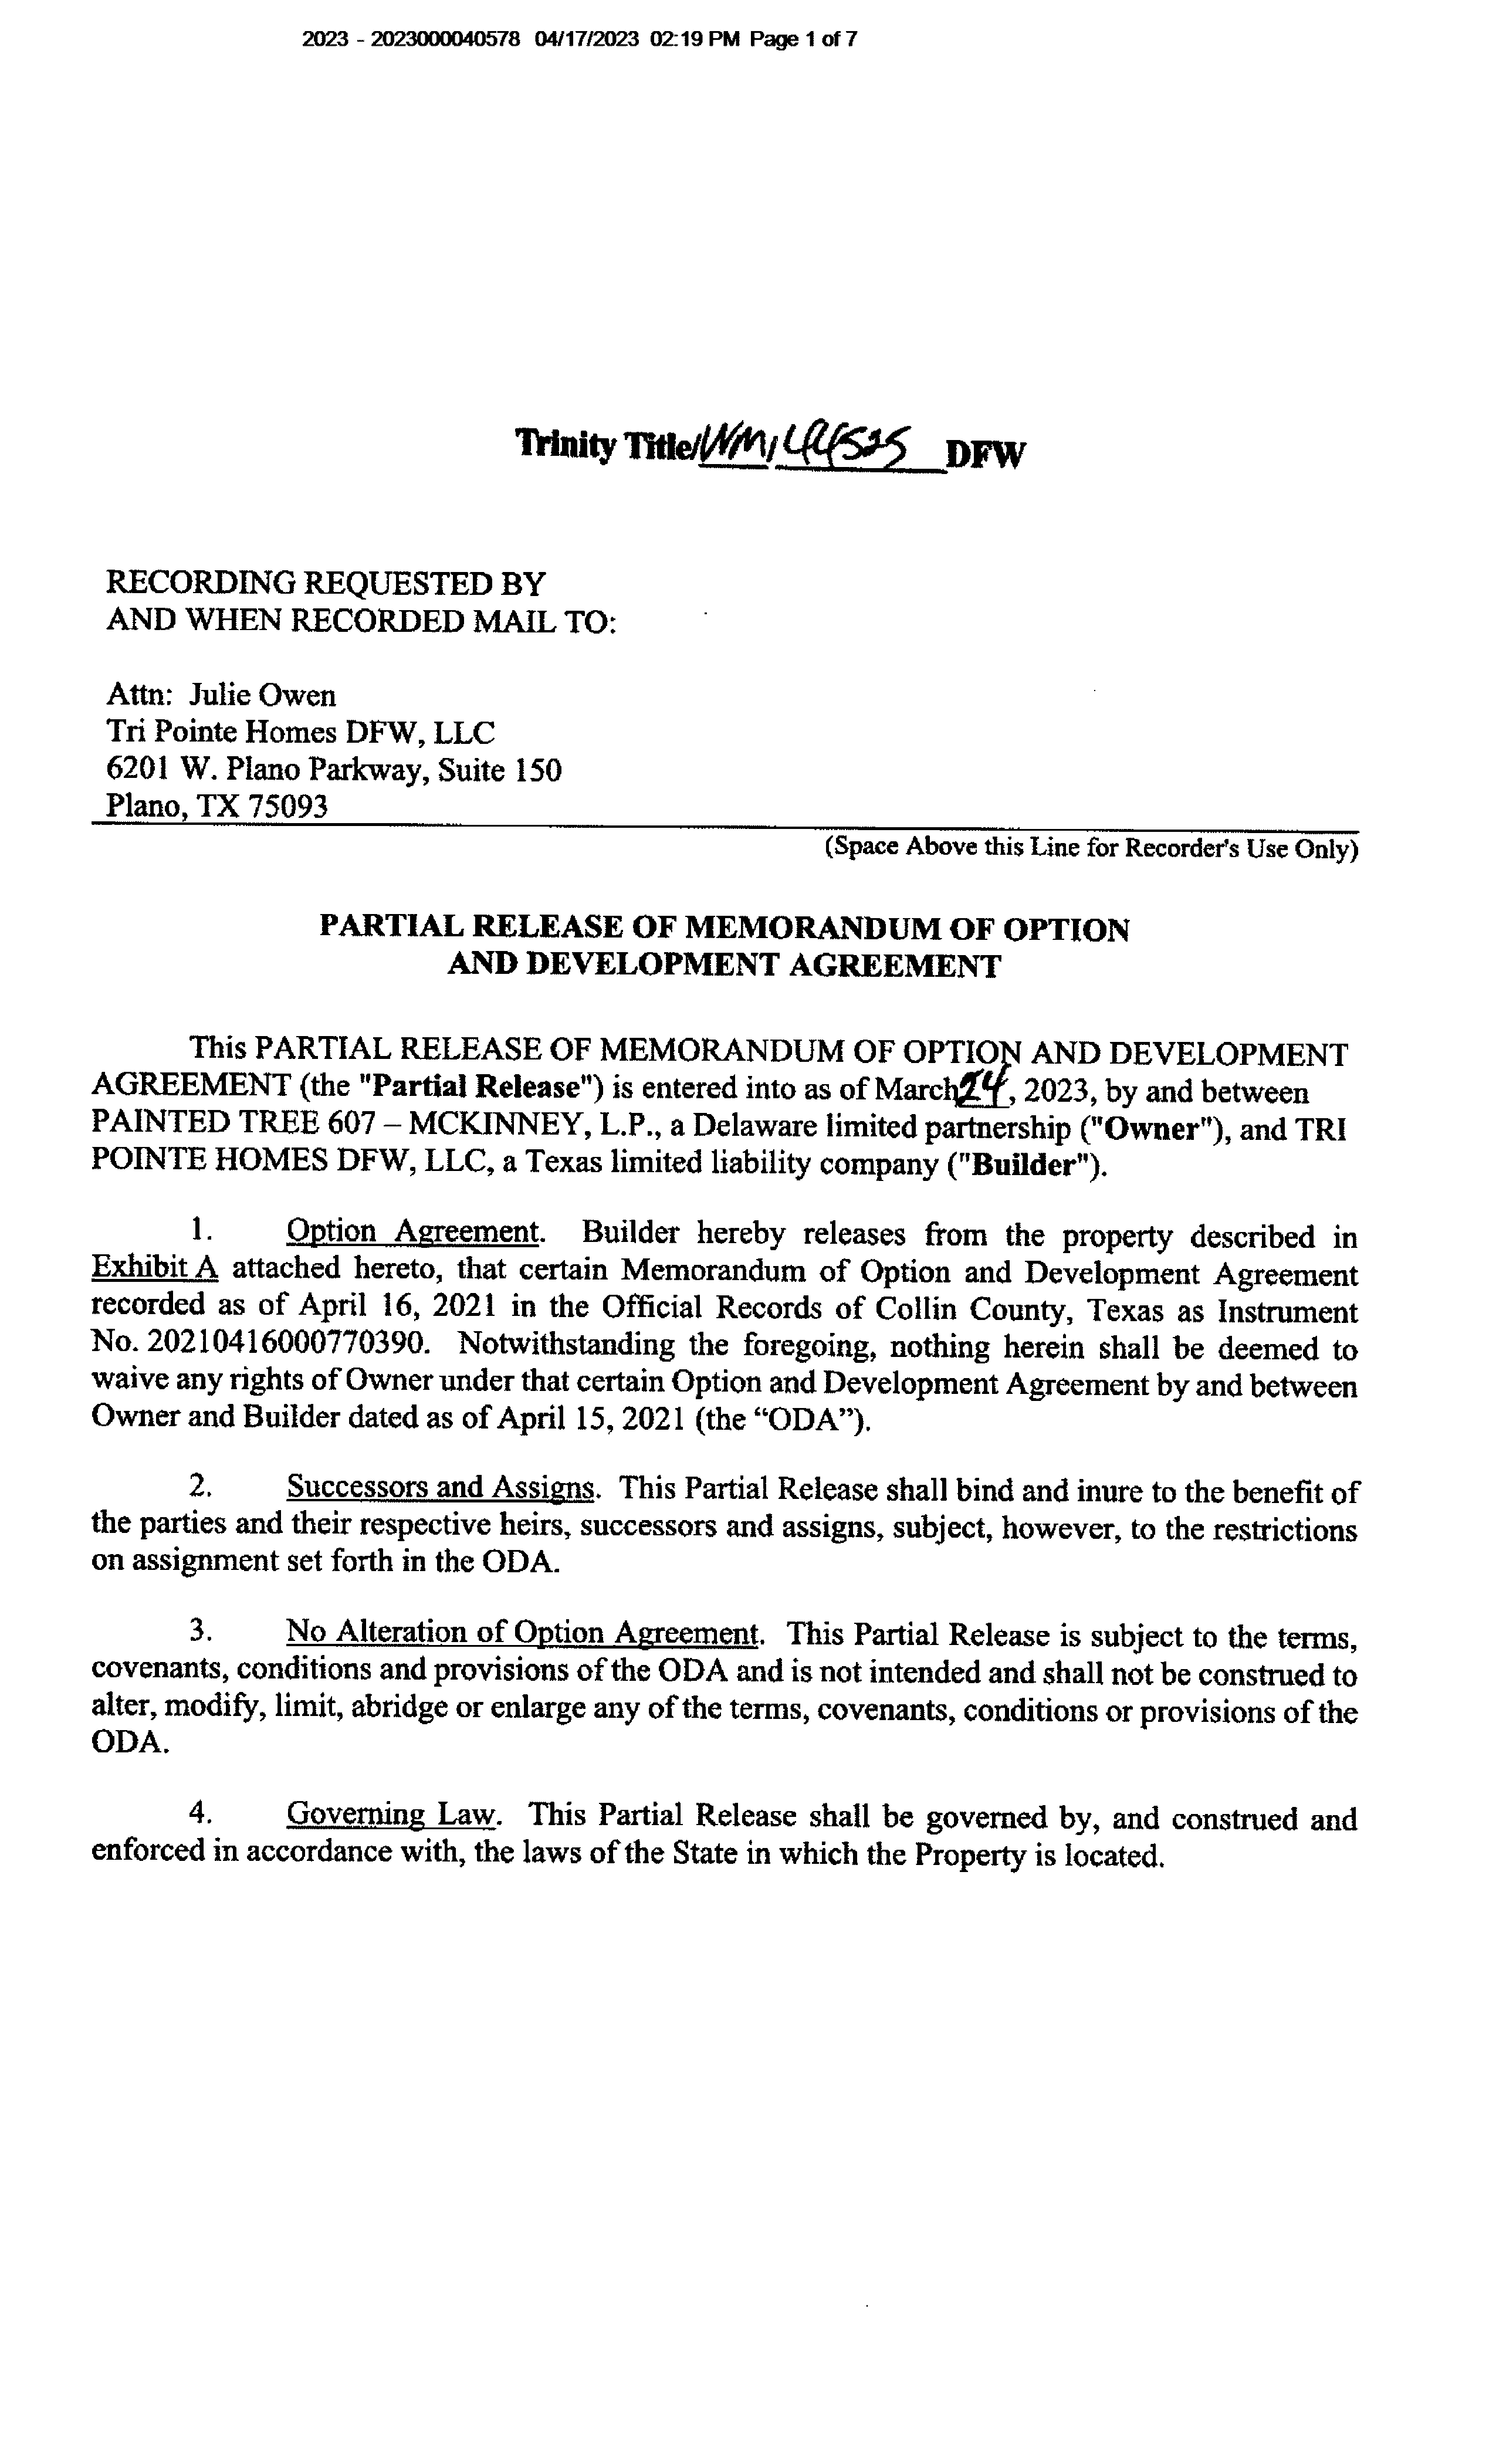 2023 - 2023000040578 04/17/2023 02:19 PM Page 1 of 7
Trinity Title/ DFW
RECORDING REQUESTED BY
AND WHEN RECORDED MAIL TO:
Attn: Julie Owen
Tri Pointe Homes DFW, LLC
6201 W. Plano Parkway, Suite 150
Plano, TX 75093
(Space Above this Line for Recorder's Use Only)
PARTIAL RELEASE OF MEMORANDUM OF OPTION
AND DEVELOPMENT AGREEMENT
This PARTIAL RELEASE OF MEMORANDUM OF OPTION AND DEVELOPMENT
AGREEMENT (the "Partial Release") is entered into as of March 24, 2023, by and between
PAINTED TREE 607 – MCKINNEY, L.P., a Delaware limited partnership ("Owner"), and TRI
POINTE HOMES DFW, LLC, a Texas limited liability company ("Builder").
1. Option Agreement. Builder hereby releases from the property described in
Exhibit A attached hereto, that certain Memorandum of Option and Development Agreement
recorded as of April 16, 2021 in the Official Records of Collin County, Texas as Instrument
No. 20210416000770390. Notwithstanding the foregoing, nothing herein shall be deemed to
waive any rights of Owner under that certain Option and Development Agreement by and between
Owner and Builder dated as of April 15, 2021 (the “ODA”).
2. Successors and Assigns. This Partial Release shall bind and inure to the benefit of
the parties and their respective heirs, successors and assigns, subject, however, to the restrictions
on assignment set forth in the ODA.
3. No Alteration of Option Agreement. This Partial Release is subject to the terms,
covenants, conditions and provisions of the ODA and is not intended and shall not be construed to
alter, modify, limit, abridge or enlarge any of the terms, covenants, conditions or provisions of the
ODA.
4. Governing Law. This Partial Release shall be governed by, and construed and
enforced in accordance with, the laws of the State in which the Property is located.